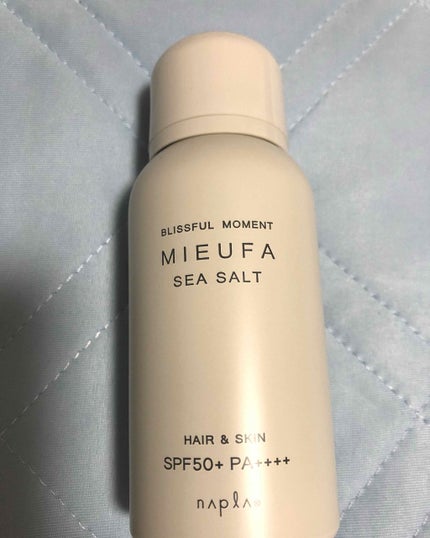 BLISSFUL MOMENT
MIEUFA
SEA SALT
HAIR & SKIN
SPF50+ PA++++
napla